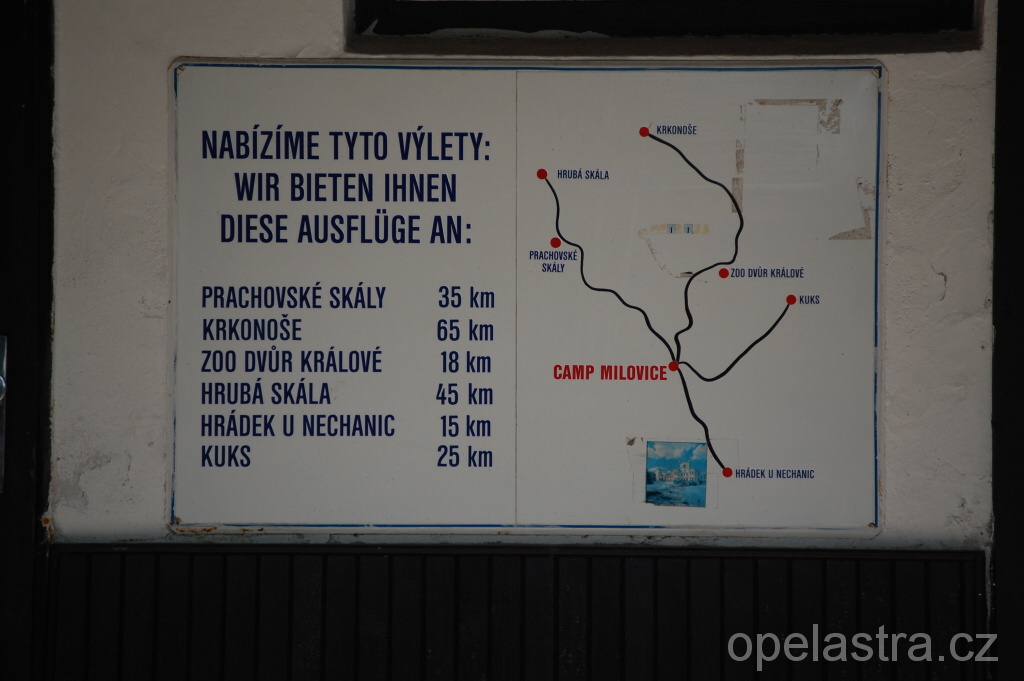 NABÍZÍME TYTO VÝLETY:
WIR BIETEN IHNEN
DIESE AUSFLÜGE AN:
PRACHOVSKÉ SKÁLY 35 km
KRKONOŠE 65 km
ZOO DVŮR KRÁLOVÉ 18 km
HRUBÁ SKÁLA 45 km
HRÁDEK U NECHANIC 15 km
KUKS 25 km
KRKONOŠE
HRUBÁ SKÁLA
PRACHOVSKÉ
SKÁLY
ZOO DVŮR KRÁLOVÉ
KUKS
CAMP MILOVICE
HRÁDEK U NECHANIC
opelastra.cz